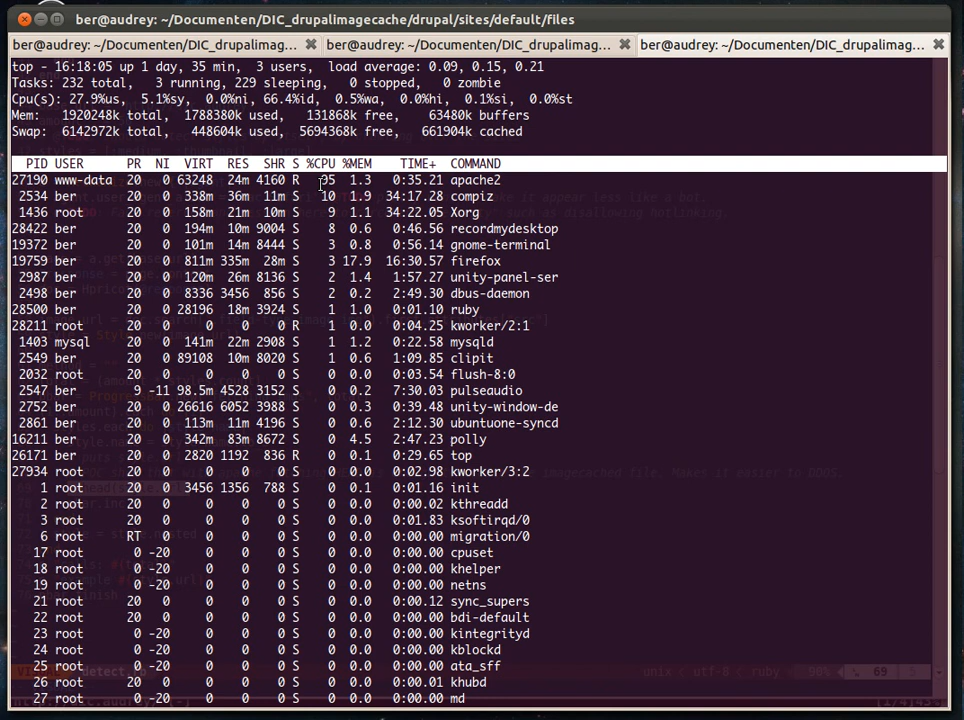 ber@audrey: ~/Documenten/DIC_drupalimagecache/drupal/sites/default/files
ber@audrey: ~/Documenten/DIC_drupalimag... ber@audrey: ~/Documenten/DIC_drupalimag... ber@audrey: ~/Documenten/DIC_drupalimag...
top - 16:18:05 up 1 day, 35 min, 3 users, load average: 0.09, 0.15, 0.21
Tasks: 232 total, 3 running, 229 sleeping, 0 stopped, 0 zombie
Cpu(s): 27.9%us, 5.1%sy, 0.0%ni, 66.4%id, 0.5%wa, 0.0%hi, 0.1%si, 0.0%st
Mem: 1920248k total, 1788380k used, 131868k free, 63480k buffers
Swap: 6142972k total, 448604k used, 5694368k free, 661904k cached
PID USER PR NI VIRT RES SHR S %CPU %MEM TIME+ COMMAND
27190 www-data 20 0 63248 24m 4160 R 95 1.3 0:35.21 apache2
2534 ber 20 0 338m 36m 11m S 10 1.9 34:17.28 compiz
1436 root 20 0 158m 21m 10m S 9 1.1 34:22.05 Xorg
28422 ber 20 0 194m 10m 9004 S 8 0.6 0:46.56 recordmydesktop
19372 ber 20 0 101m 14m 8444 S 3 0.8 0:56.14 gnome-terminal
19759 ber 20 0 811m 335m 28m S 3 17.9 16:30.57 firefox
2987 ber 20 0 120m 26m 8136 S 2 1.4 1:57.27 unity-panel-ser
2498 ber 20 0 8336 3456 856 S 2 0.2 2:49.30 dbus-daemon
28500 ber 20 0 28196 18m 3924 S 1 1.0 0:01.10 ruby
28211 root 20 0 0 0 0 R 1 0.0 0:04.25 kworker/2:1
1403 mysql 20 0 141m 22m 2908 S 1 1.2 0:22.58 mysqld
2549 ber 20 0 89108 10m 8020 S 1 0.6 1:09.85 clipit
2032 root 20 0 0 0 0 S 0 0.0 0:03.54 flush-8:0
2547 ber 9 -11 98.5m 4528 3152 S 0 0.2 7:30.03 pulseaudio
2752 ber 20 0 26616 6052 3988 S 0 0.3 0:39.48 unity-window-de
2861 ber 20 0 113m 11m 4196 S 0 0.6 2:12.30 ubuntuone-syncd
16211 ber 20 0 342m 83m 8672 S 0 4.5 2:47.23 polly
26171 ber 20 0 2820 1192 836 R 0 0.1 0:29.65 top
27934 root 20 0 0 0 0 S 0 0.0 0:02.98 kworker/3:2
1 root 20 0 3456 1356 788 S 0 0.1 0:01.16 init
2 root 20 0 0 0 0 S 0 0.0 0:00.02 kthreadd
3 root 20 0 0 0 0 S 0 0.0 0:01.83 ksoftirqd/0
6 root RT 0 0 0 0 S 0 0.0 0:00.00 migration/0
17 root 0 -20 0 0 0 S 0 0.0 0:00.00 cpuset
18 root 0 -20 0 0 0 S 0 0.0 0:00.00 khelper
19 root 0 -20 0 0 0 S 0 0.0 0:00.00 netns
21 root 20 0 0 0 0 S 0 0.0 0:00.12 sync_supers
22 root 20 0 0 0 0 S 0 0.0 0:00.00 bdi-default
23 root 0 -20 0 0 0 S 0 0.0 0:00.00 kintegrityd
24 root 0 -20 0 0 0 S 0 0.0 0:00.00 kblockd
25 root 0 -20 0 0 0 S 0 0.0 0:00.00 ata_sff
26 root 20 0 0 0 0 S 0 0.0 0:00.01 khubd
27 root 0 -20 0 0 0 S 0 0.0 0:00.00 md